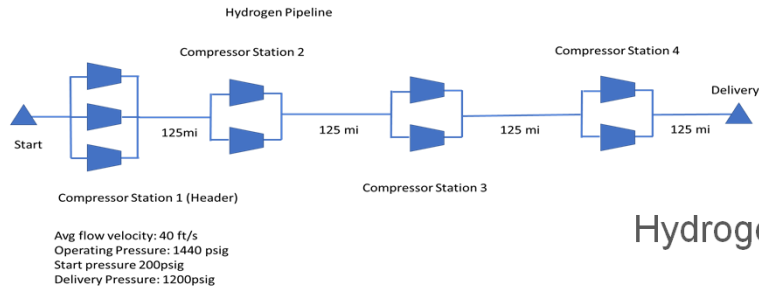 Hydrogen Pipeline
Compressor Station 2
Compressor Station 4
Delivery
Start
125mi
125 mi
125 mi
125 mi
Compressor Station 1 (Header)
Compressor Station 3
Avg flow velocity: 40 ft/s
Operating Pressure: 1440 psig
Start pressure 200psig
Delivery Pressure: 1200psig
Hydroge